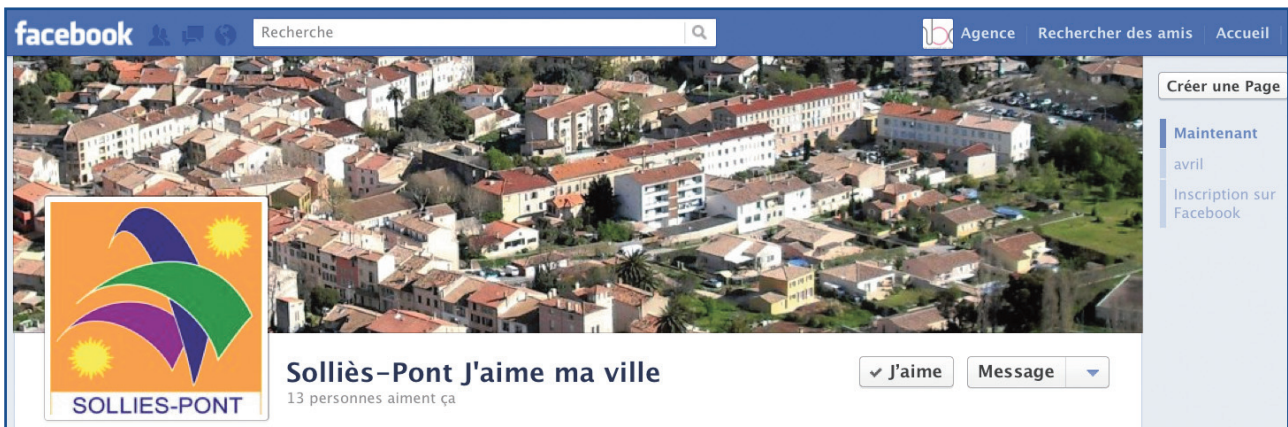 facebook
Recherche
Agence
Rechercher des amis
Accueil
Créer une Page
Maintenant
avril
Inscription sur
Facebook
SOLLIES-PONT
Solliès-Pont J'aime ma ville
13 personnes aiment ça
J'aime
Message